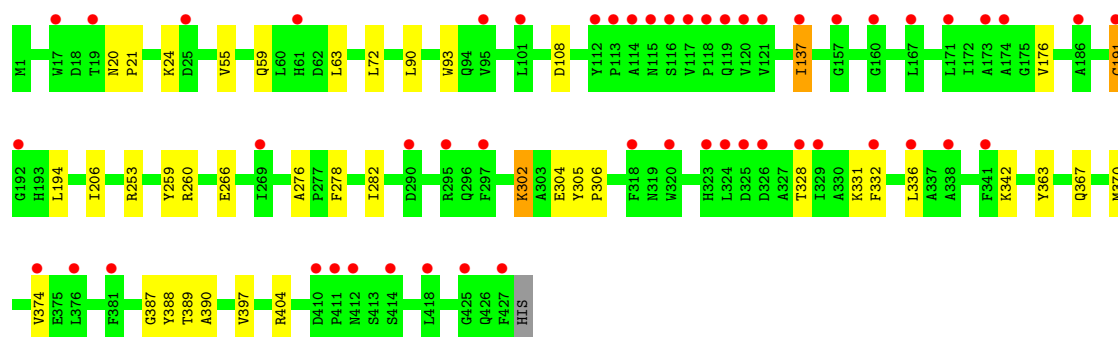 M1 W17 D18 T19 N20 P21 K24 D25 V55 Q59 L60 H61 D62 L63 L72 L90 W93 Q94 V95 L101 D108 Y112 P113 A114 N115 S116 V117 P118 Q119 V120 V121 I137 G157 G160 L167 L171 I172 A173 A174 G175 V176 A186 G191
G192 H193 L194 I206 R253 Y259 R260 E266 I269 A276 P277 F278 I282 D290 R295 Q296 F297 K302 A303 E304 Y305 P306 F318 N319 W320 H323 L324 D325 D326 A327 T328 I329 A330 K331 F332 L336 A337 A338 F341 K342 Y363 Q367 M370
V374 E375 L376 F381 G387 Y388 T389 A390 V397 R404 D410 P411 N412 S413 S414 L418 G425 Q426 F427 HIS